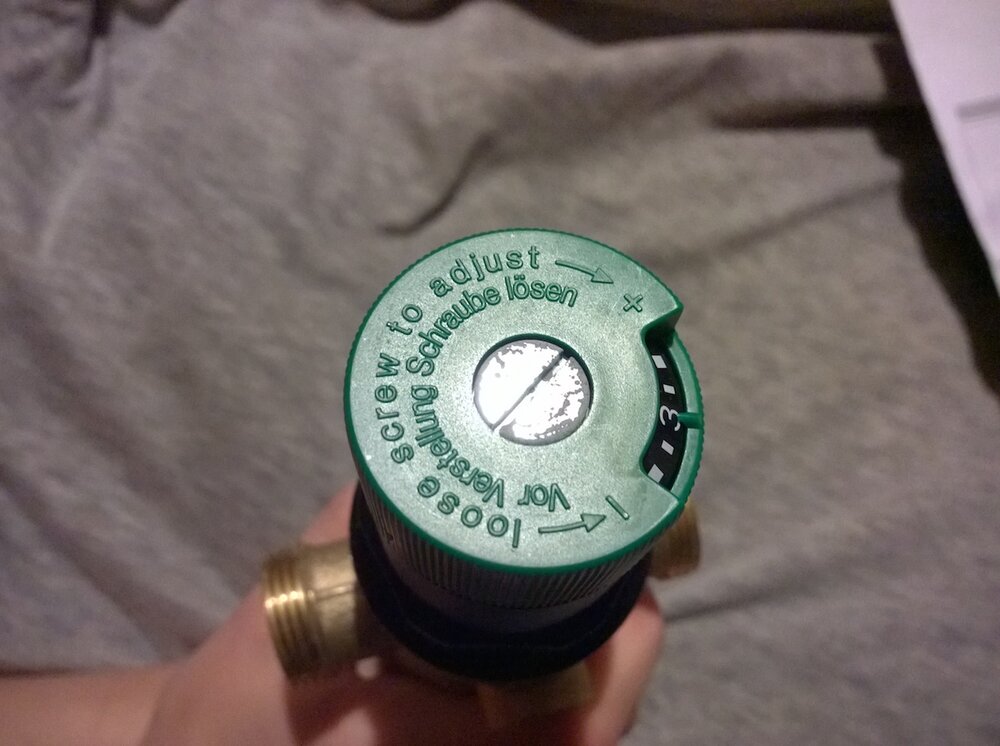 loose screw to adjust
Vor Verstellung Schraube lösen
+
3
–